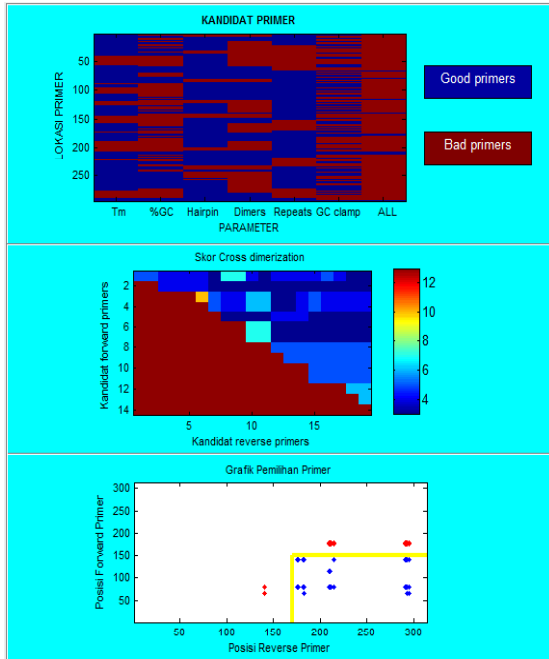 KANDIDAT PRIMER
LOKASI PRIMER
50
100
150
200
250
Tm %GC Hairpin Dimers Repeats GC clamp ALL
PARAMETER
Good primers
Bad primers
Skor Cross dimerization
Kandidat forward primers
2
4
6
8
10
12
14
5 10 15
Kandidat reverse primers
12
10
8
6
4
Grafik Pemilihan Primer
Posisi Forward Primer
300
250
200
150
100
50
50 100 150 200 250 300
Posisi Reverse Primer